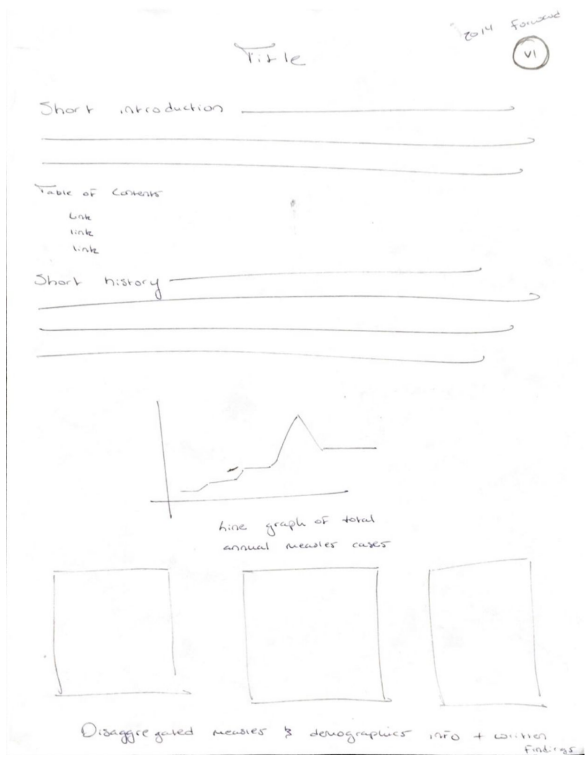 2014 Forward
V1
Title
Short introduction
Table of Contents
Link
link
link
Short history
Line graph of total
annual measles cases
Disaggregated measles & demographics info + written
findings